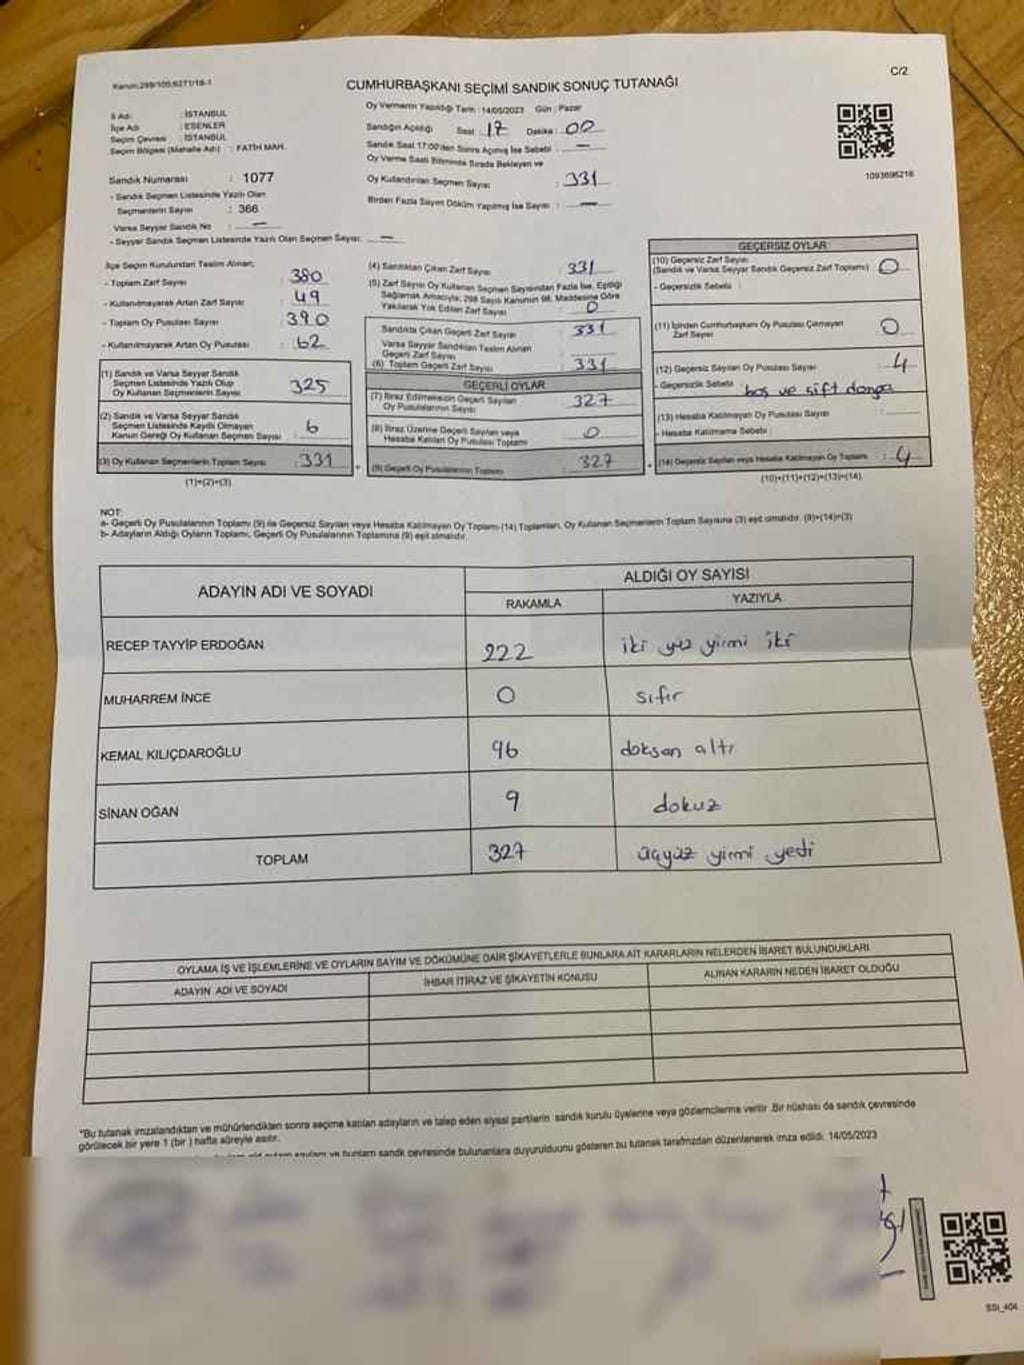 Kanun:298/100;6271/16-1
C/2
CUMHURBAŞKANI SEÇİMİ SANDIK SONUÇ TUTANAĞI
İl Adı : İSTANBUL
İlçe Adı : ESENLER
Seçim Çevresi : İSTANBUL
Seçim Bölgesi (Mahalle Adı) : FATİH MAH.
Sandık Numarası : 1077
- Sandık Seçmen Listesinde Yazılı Olan
Seçmenlerin Sayısı : 366
Varsa Seyyar Sandık No : —
- Seyyar Sandık Seçmen Listesinde Yazılı Olan Seçmen Sayısı: —
Oy Vermenin Yapıldığı Tarih : 14/05/2023 Gün : Pazar
Sandığın Açıldığı Saat : 17 Dakika : 00
Sandık Saat 17:00'den Sonra Açılmış İse Sebebi : —
Oy Verme Saati Bitiminde Sırada Bekleyen ve
Oy Kullandırılan Seçmen Sayısı : 331
Birden Fazla Sayım Döküm Yapılmış İse Sayısı : —
1093696216
İlçe Seçim Kurulundan Teslim Alınan;
- Toplam Zarf Sayısı : 380
- Kullanılmayarak Artan Zarf Sayısı : 49
- Toplam Oy Pusulası Sayısı : 390
- Kullanılmayarak Artan Oy Pusulası : 62
(1) Sandık ve Varsa Seyyar Sandık
Seçmen Listesinde Yazılı Olup
Oy Kullanan Seçmenlerin Sayısı : 325
(2) Sandık ve Varsa Seyyar Sandık
Seçmen Listesinde Kayıtlı Olmayan
Kanun Gereği Oy Kullanan Seçmen Sayısı : 6
(3) Oy Kullanan Seçmenlerin Toplam Sayısı : 331
(1)+(2)=(3)
(4) Sandıktan Çıkan Zarf Sayısı : 331
(5) Zarf Sayısı Oy Kullanan Seçmen Sayısından Fazla İse, Eşitliği
Sağlamak Amacıyla, 298 Sayılı Kanunun 98. Maddesine Göre
Yakılarak Yok Edilen Zarf Sayısı : 0
Sandıkta Çıkan Geçerli Zarf Sayısı : 331
Varsa Seyyar Sandıktan Teslim Alınan
Geçerli Zarf Sayısı :
(6) Toplam Geçerli Zarf Sayısı : 331
GEÇERLİ OYLAR
(7) İtiraz Edilmeksizin Geçerli Sayılan
Oy Pusulalarının Sayısı : 327
(8) İtiraz Üzerine Geçerli Sayılan veya
Hesaba Katılan Oy Pusulası Toplamı : 0
(9) Geçerli Oy Pusulalarının Toplamı : 327
GEÇERSİZ OYLAR
(10) Geçersiz Zarf Sayısı
(Sandık ve Varsa Seyyar Sandık Geçersiz Zarf Toplamı) : 0
- Geçersizlik Sebebi :
(11) İçinden Cumhurbaşkanı Oy Pusulası Çıkmayan
Zarf Sayısı : 0
(12) Geçersiz Sayılan Oy Pusulası Sayısı : 4
- Geçersizlik Sebebi : boş ve çift damga
(13) Hesaba Katılmayan Oy Pusulası Sayısı :
- Hesaba Katılmama Sebebi :
(14) Geçersiz Sayılan veya Hesaba Katılmayan Oy Toplamı : 4
(10)+(11)+(12)+(13)=(14)
NOT:
a- Geçerli Oy Pusulalarının Toplamı (9) ile Geçersiz Sayılan veya Hesaba Katılmayan Oy Toplamı (14) Toplamları, Oy Kullanan Seçmenlerin Toplam Sayısına (3) eşit olmalıdır. (9)+(14)=(3)
b- Adayların Aldığı Oyların Toplamı, Geçerli Oy Pusulalarının Toplamına (9) eşit olmalıdır.
ADAYIN ADI VE SOYADI
ALDIĞI OY SAYISI
RAKAMLA YAZIYLA
RECEP TAYYİP ERDOĞAN 222 iki yüz yirmi iki
MUHARREM İNCE 0 sıfır
KEMAL KILIÇDAROĞLU 96 doksan altı
SİNAN OĞAN 9 dokuz
TOPLAM 327 üçyüz yirmi yedi
OYLAMA İŞ VE İŞLEMLERİNE VE OYLARIN SAYIM VE DÖKÜMÜNE DAİR ŞİKAYETLERLE BUNLARA AİT KARARLARIN NELERDEN İBARET BULUNDUKLARI
ADAYIN ADI VE SOYADI İHBAR İTİRAZ VE ŞİKAYETİN KONUSU ALINAN KARARIN NEDEN İBARET OLDUĞU
*Bu tutanak imzalandıktan ve mühürlendikten sonra seçime katılan adayların ve talep eden siyasi partilerin sandık kurulu üyelerine veya gözlemcilerine verilir .Bir nüshası da sandık çevresinde
görülecek bir yere 1 (bir ) hafta süreyle asılır.
ve bunların sandık çevresinde bulunanlara duyurulduunu gösteren bu tutanak tarafımızdan düzenlenerek imza edildi. 14/05/2023
SSİ_404